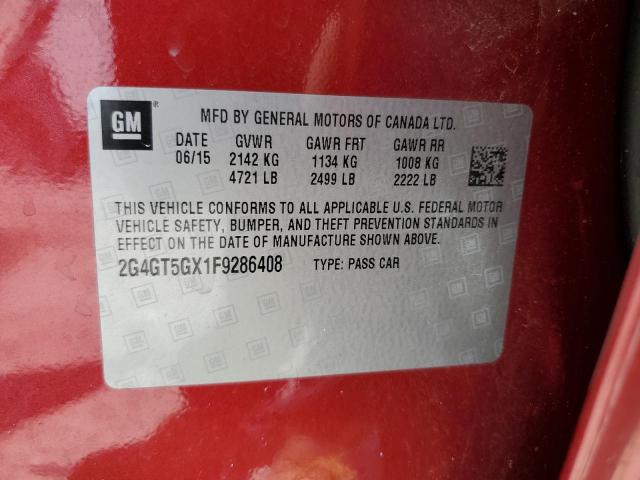 GM ® MFD BY GENERAL MOTORS OF CANADA LTD.
DATE GVWR GAWR FRT GAWR RR
06/15 2142 KG 1134 KG 1008 KG
4721 LB 2499 LB 2222 LB
THIS VEHICLE CONFORMS TO ALL APPLICABLE U.S. FEDERAL MOTOR
VEHICLE SAFETY, BUMPER, AND THEFT PREVENTION STANDARDS IN
EFFECT ON THE DATE OF MANUFACTURE SHOWN ABOVE.
2G4GT5GX1F9286408 TYPE: PASS CAR